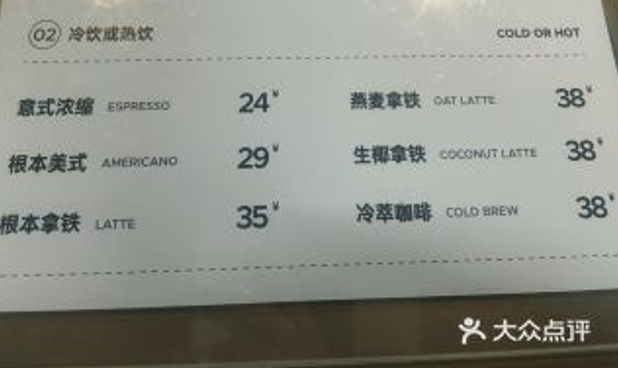 02 冷饮或热饮 COLD OR HOT
意式浓缩 ESPRESSO 24¥
燕麦拿铁 OAT LATTE 38¥
根本美式 AMERICANO 29¥
生椰拿铁 COCONUT LATTE 38¥
根本拿铁 LATTE 35¥
冷萃咖啡 COLD BREW 38¥
大众点评